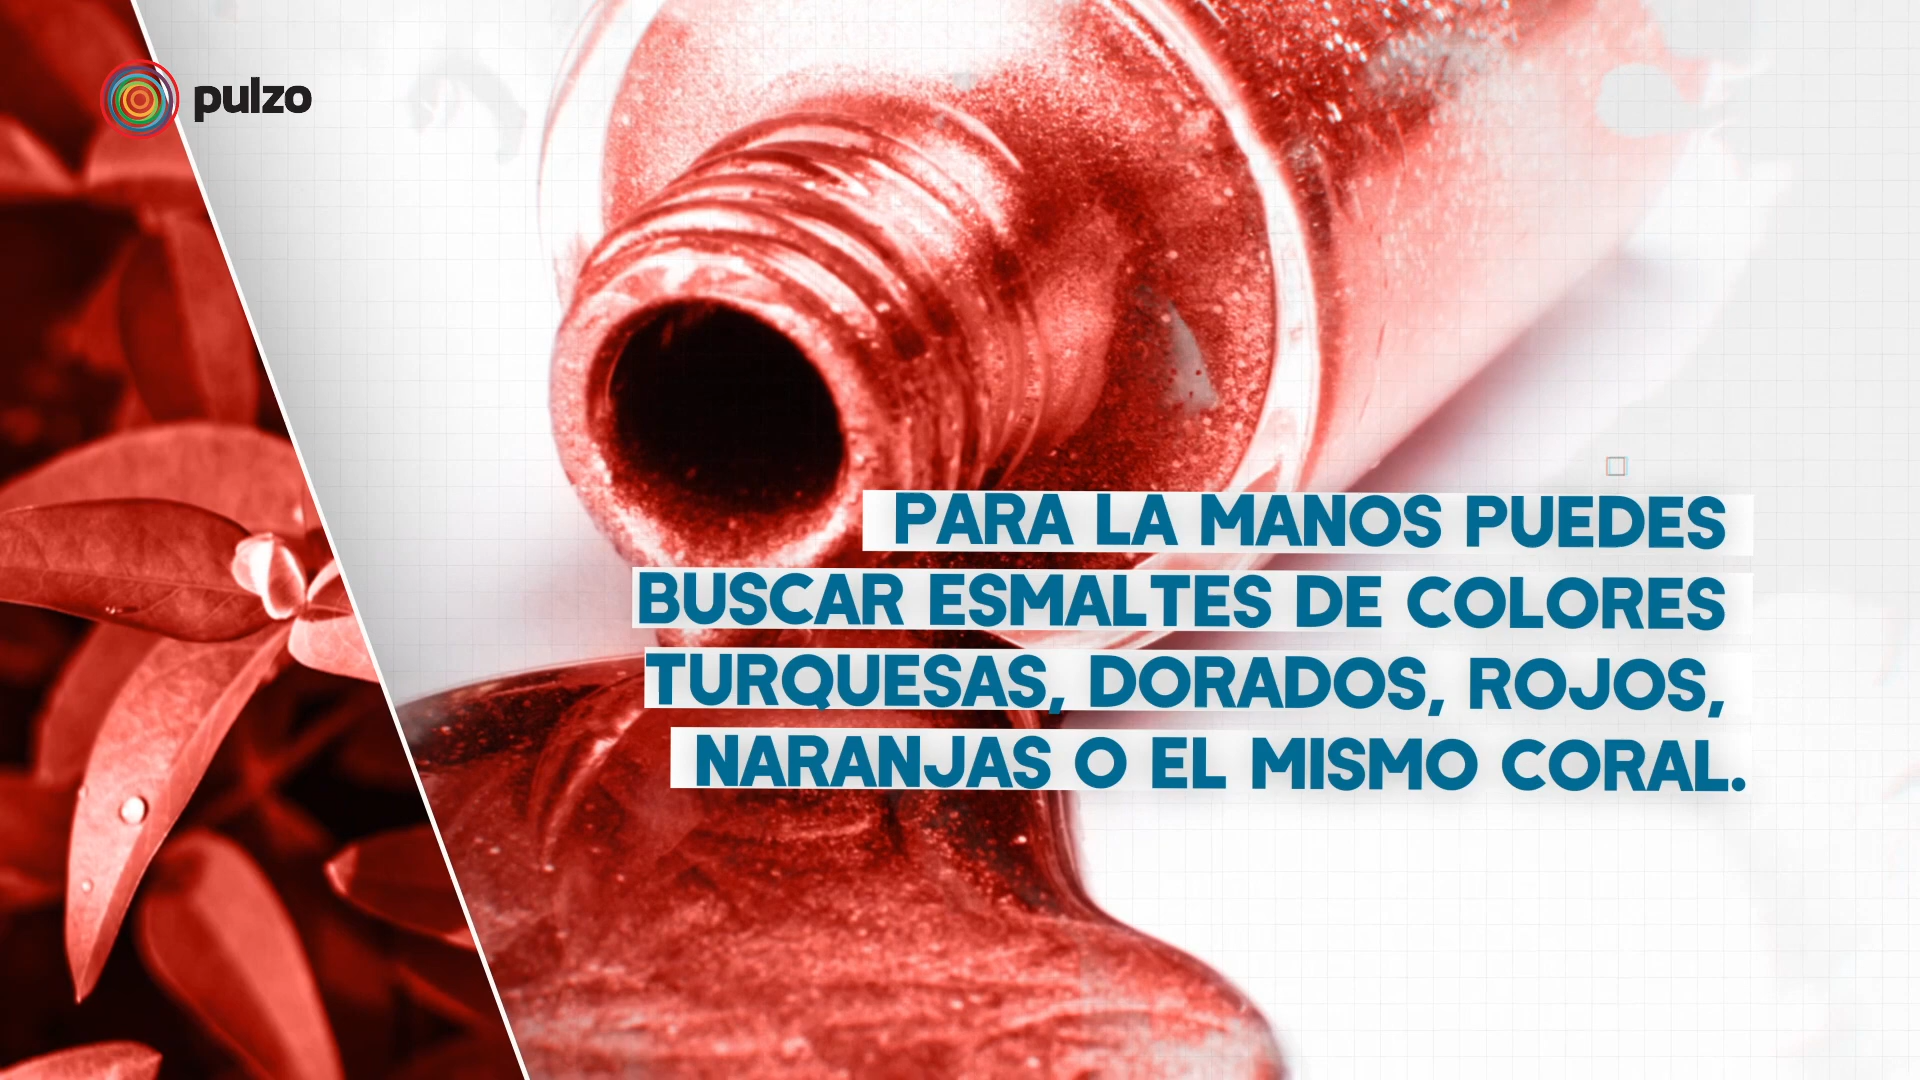 pulzo
PARA LA MANOS PUEDES
BUSCAR ESMALTES DE COLORES
TURQUESAS, DORADOS, ROJOS,
NARANJAS O EL MISMO CORAL.